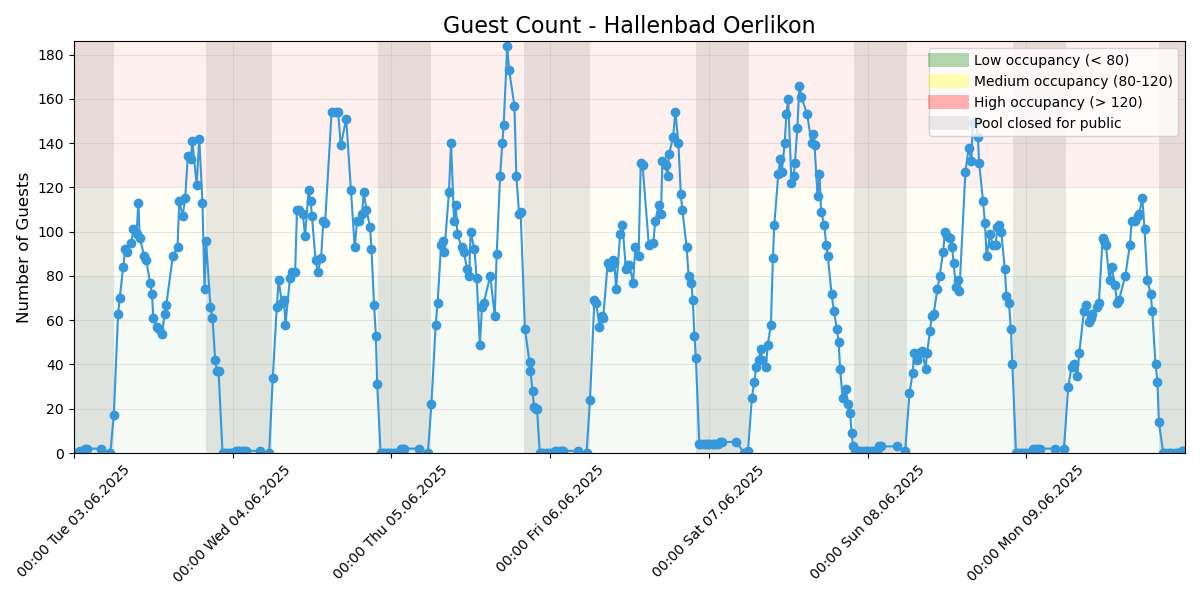 Guest Count - Hallenbad Oerlikon
Number of Guests
180
160
140
120
100
80
60
40
20
0
Low occupancy (< 80)
Medium occupancy (80-120)
High occupancy (> 120)
Pool closed for public
00:00 Tue 03.06.2025
00:00 Wed 04.06.2025
00:00 Thu 05.06.2025
00:00 Fri 06.06.2025
00:00 Sat 07.06.2025
00:00 Sun 08.06.2025
00:00 Mon 09.06.2025